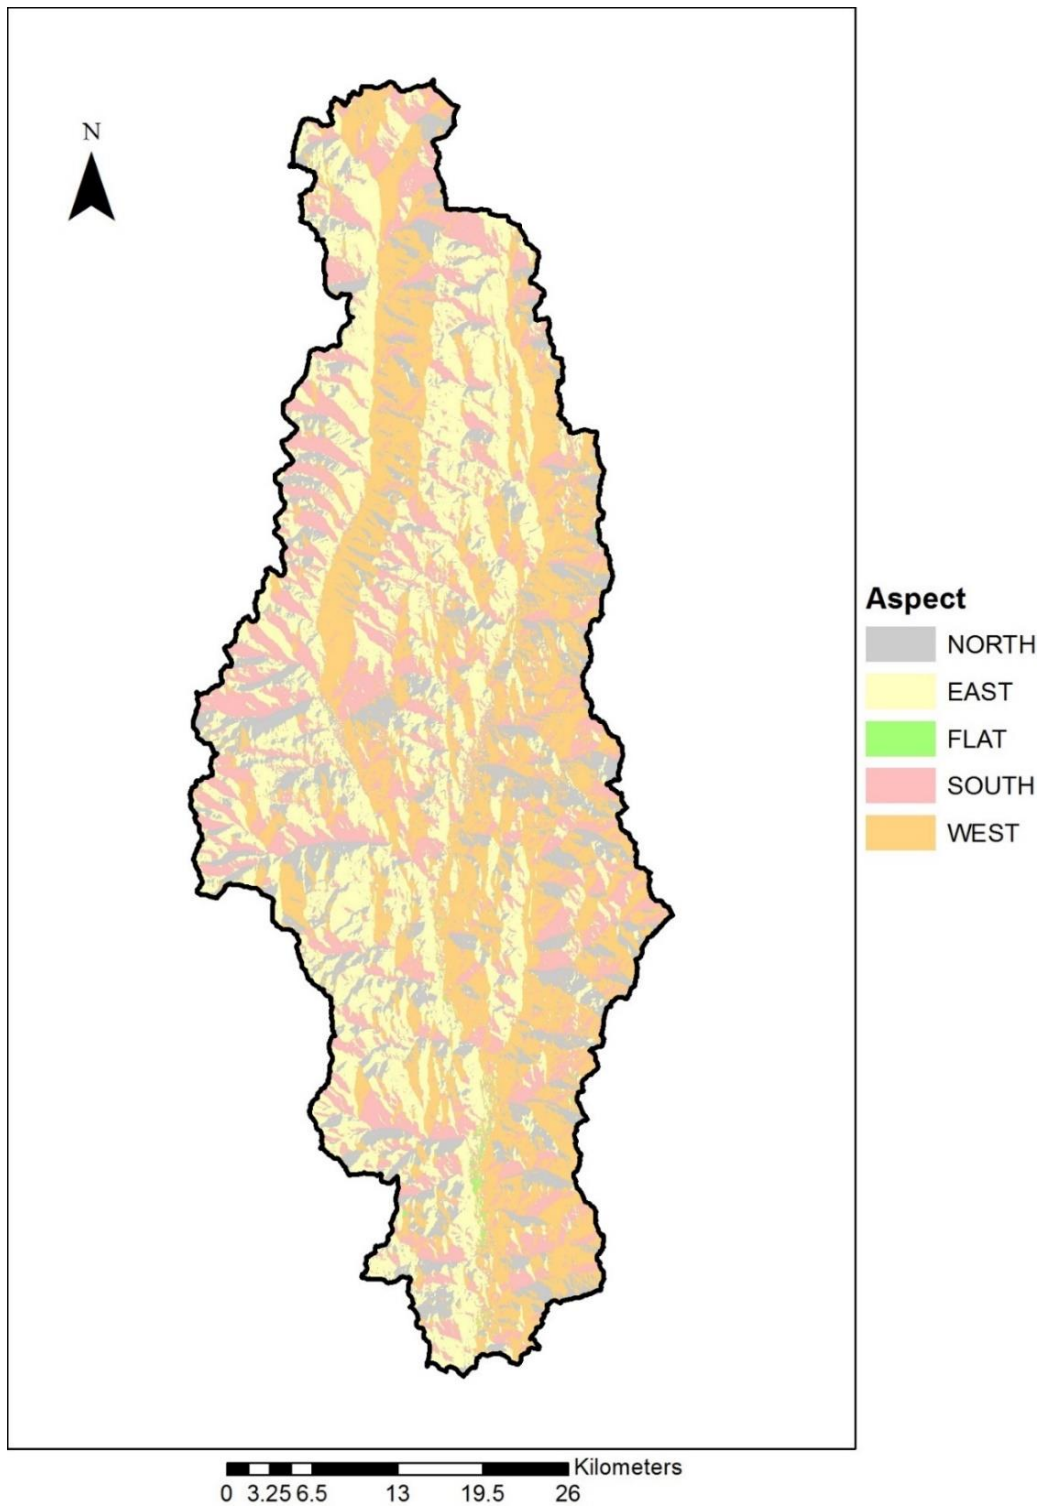 N
Aspect
NORTH
EAST
FLAT
SOUTH
WEST
Kilometers
0 3.25 6.5 13 19.5 26